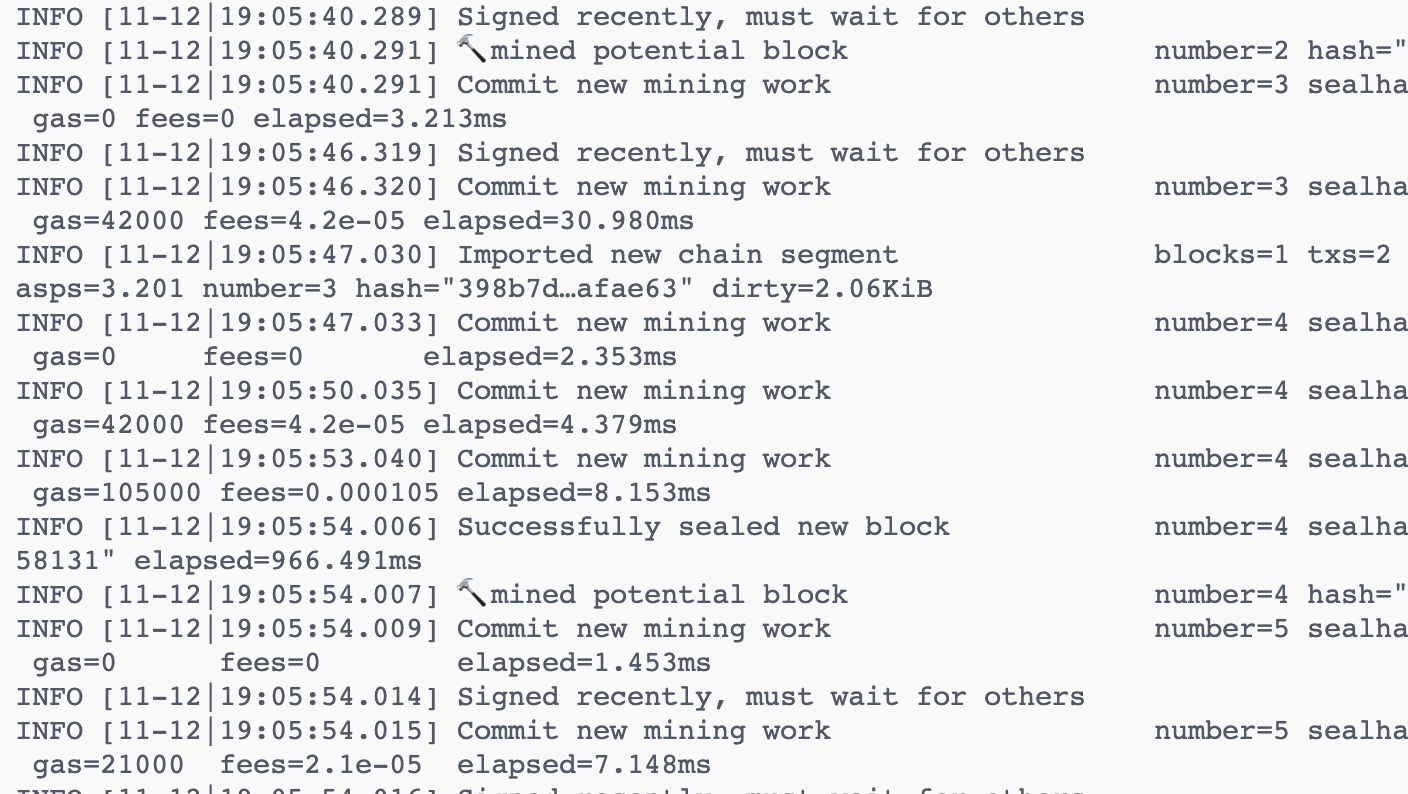 INFO [11-12|19:05:40.289] Signed recently, must wait for others
INFO [11-12|19:05:40.291] 🔨mined potential block                  number=2 hash="
INFO [11-12|19:05:40.291] Commit new mining work                   number=3 sealha
 gas=0 fees=0 elapsed=3.213ms
INFO [11-12|19:05:46.319] Signed recently, must wait for others
INFO [11-12|19:05:46.320] Commit new mining work                   number=3 sealha
 gas=42000 fees=4.2e-05 elapsed=30.980ms
INFO [11-12|19:05:47.030] Imported new chain segment               blocks=1 txs=2
asps=3.201 number=3 hash="398b7d…afae63" dirty=2.06KiB
INFO [11-12|19:05:47.033] Commit new mining work                   number=4 sealha
 gas=0     fees=0       elapsed=2.353ms
INFO [11-12|19:05:50.035] Commit new mining work                   number=4 sealha
 gas=42000 fees=4.2e-05 elapsed=4.379ms
INFO [11-12|19:05:53.040] Commit new mining work                   number=4 sealha
 gas=105000 fees=0.000105 elapsed=8.153ms
INFO [11-12|19:05:54.006] Successfully sealed new block            number=4 sealha
58131" elapsed=966.491ms
INFO [11-12|19:05:54.007] 🔨mined potential block                  number=4 hash="
INFO [11-12|19:05:54.009] Commit new mining work                   number=5 sealha
 gas=0      fees=0        elapsed=1.453ms
INFO [11-12|19:05:54.014] Signed recently, must wait for others
INFO [11-12|19:05:54.015] Commit new mining work                   number=5 sealha
 gas=21000  fees=2.1e-05  elapsed=7.148ms
INFO [11-12|19:05:54.016] Signed recently, must wait for others